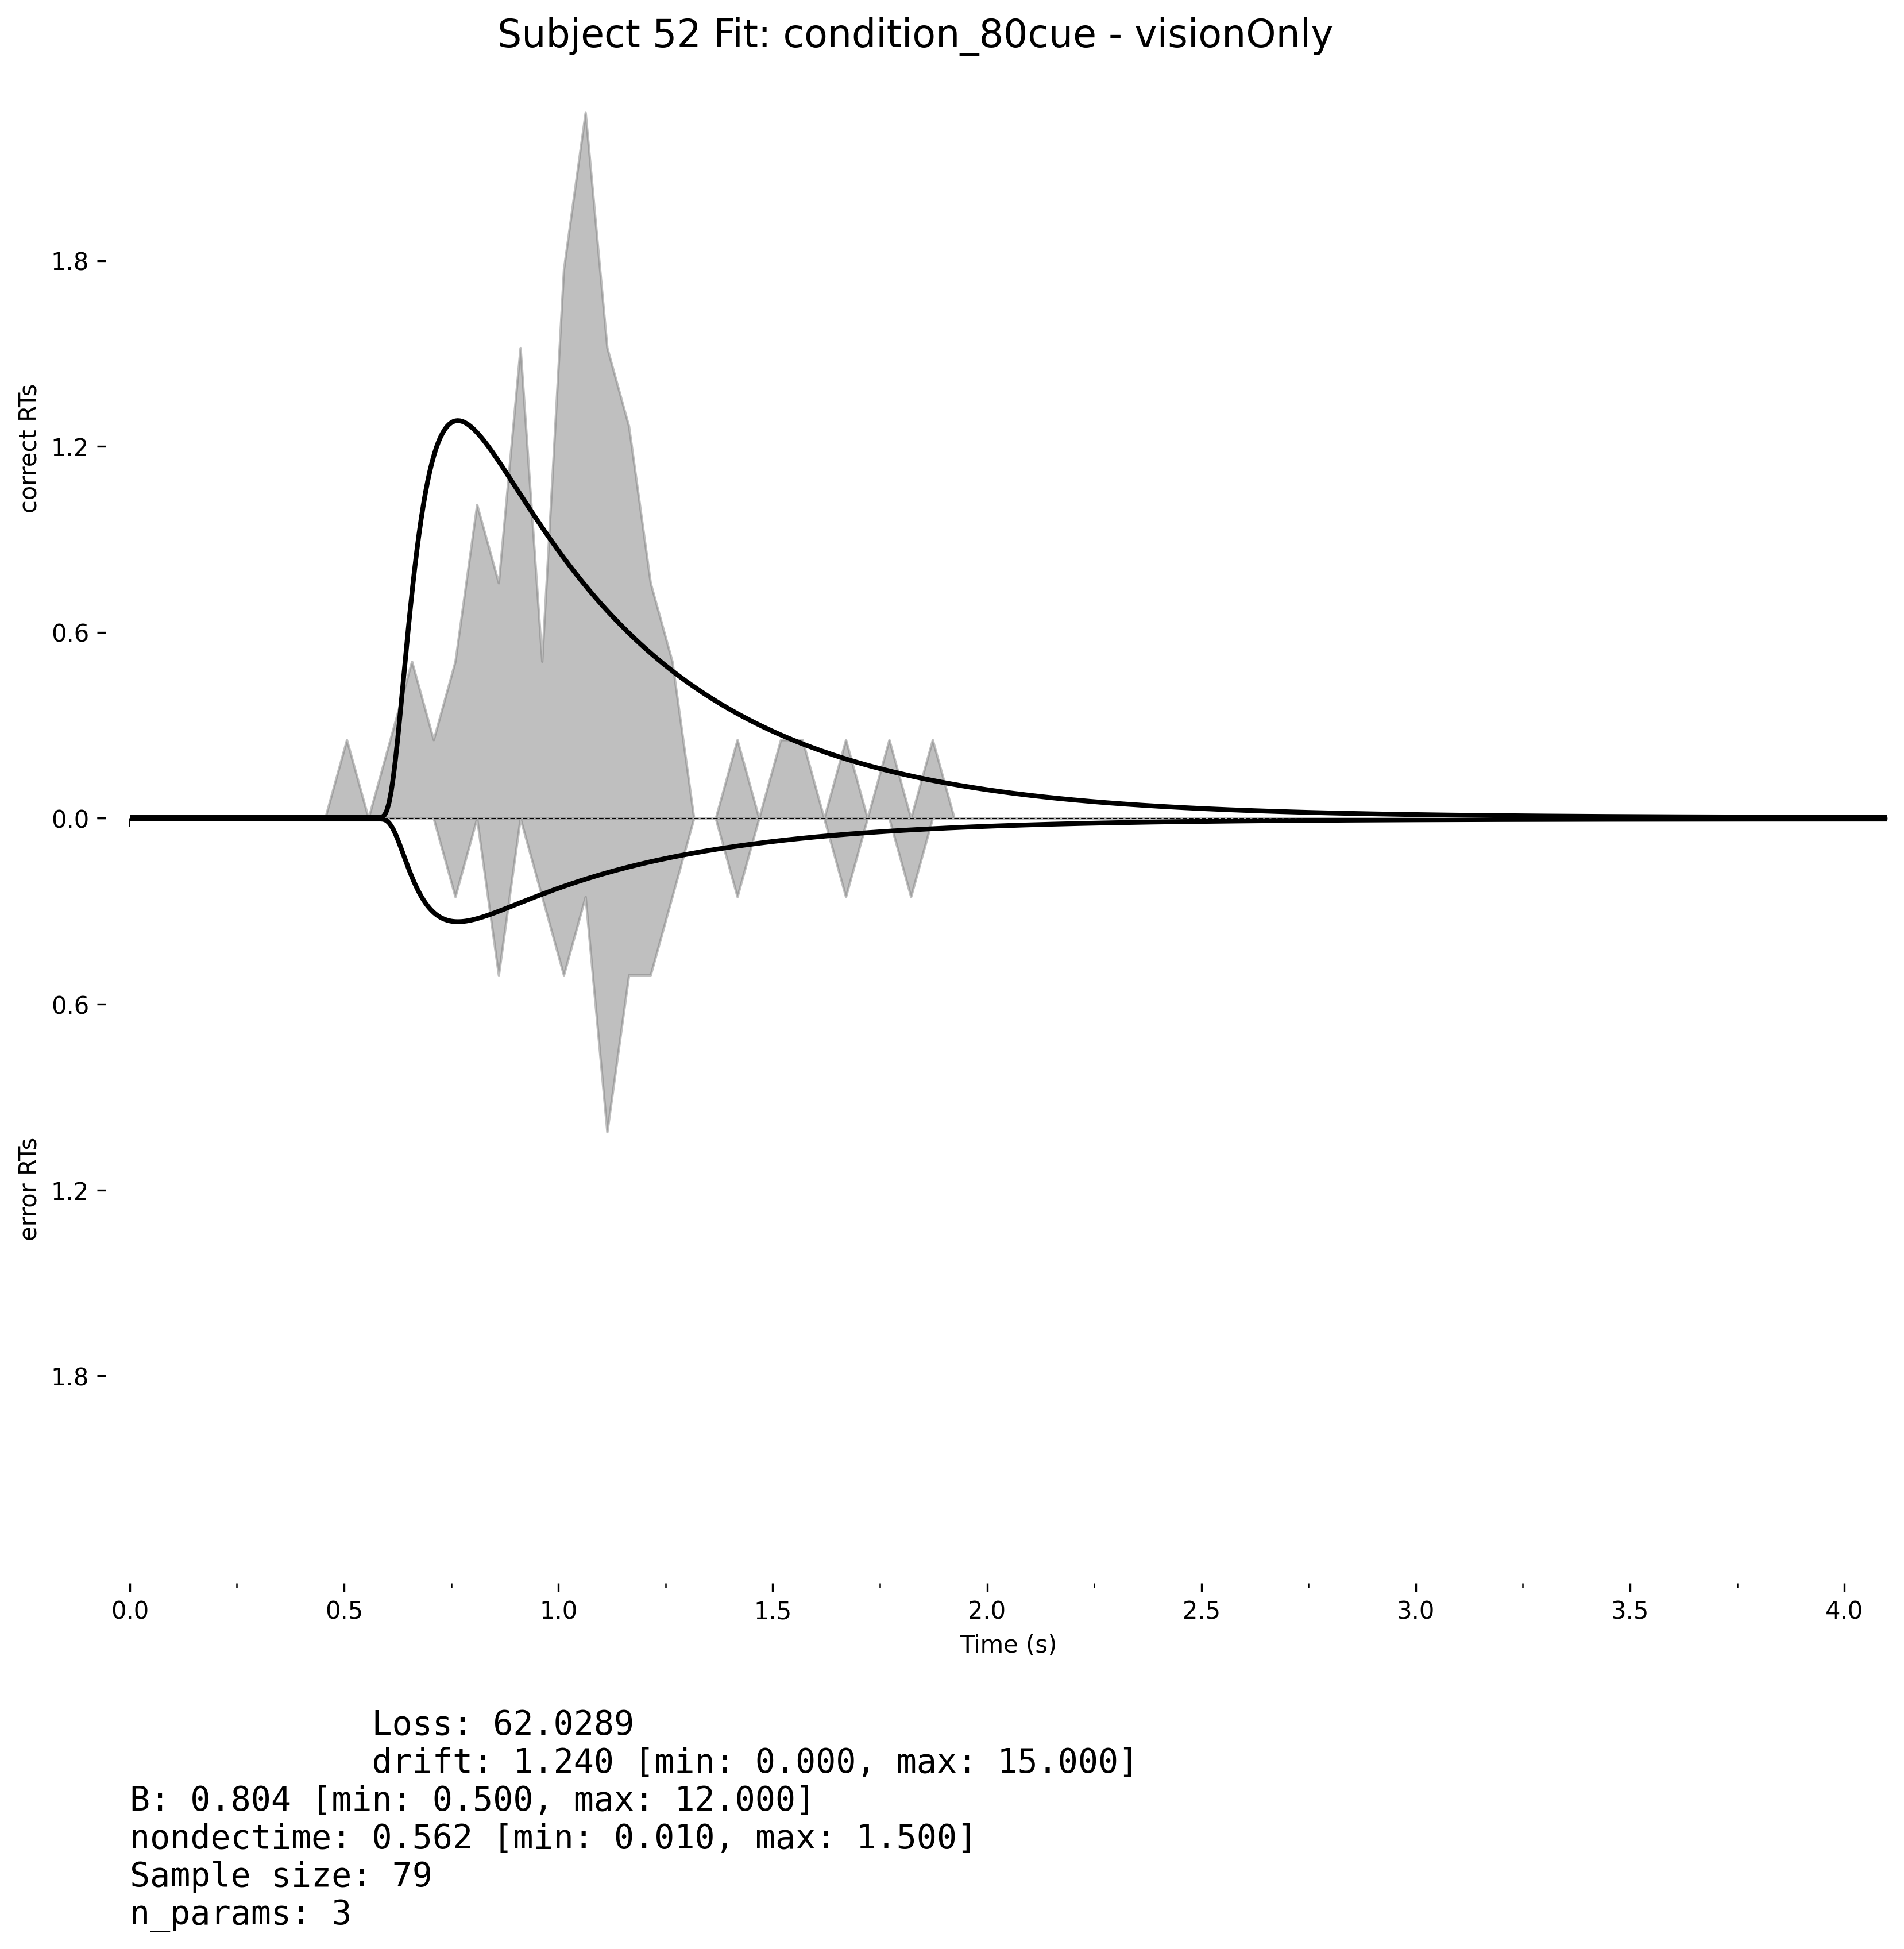 Subject 52 Fit: condition_80cue - visionOnly
correct RTs
1.8
1.2
0.6
0.0
0.6
1.2
1.8
error RTs
0.0 0.5 1.0 1.5 2.0 2.5 3.0 3.5 4.0
Time (s)
Loss: 62.0289
drift: 1.240 [min: 0.000, max: 15.000]
B: 0.804 [min: 0.500, max: 12.000]
nondectime: 0.562 [min: 0.010, max: 1.500]
Sample size: 79
n_params: 3